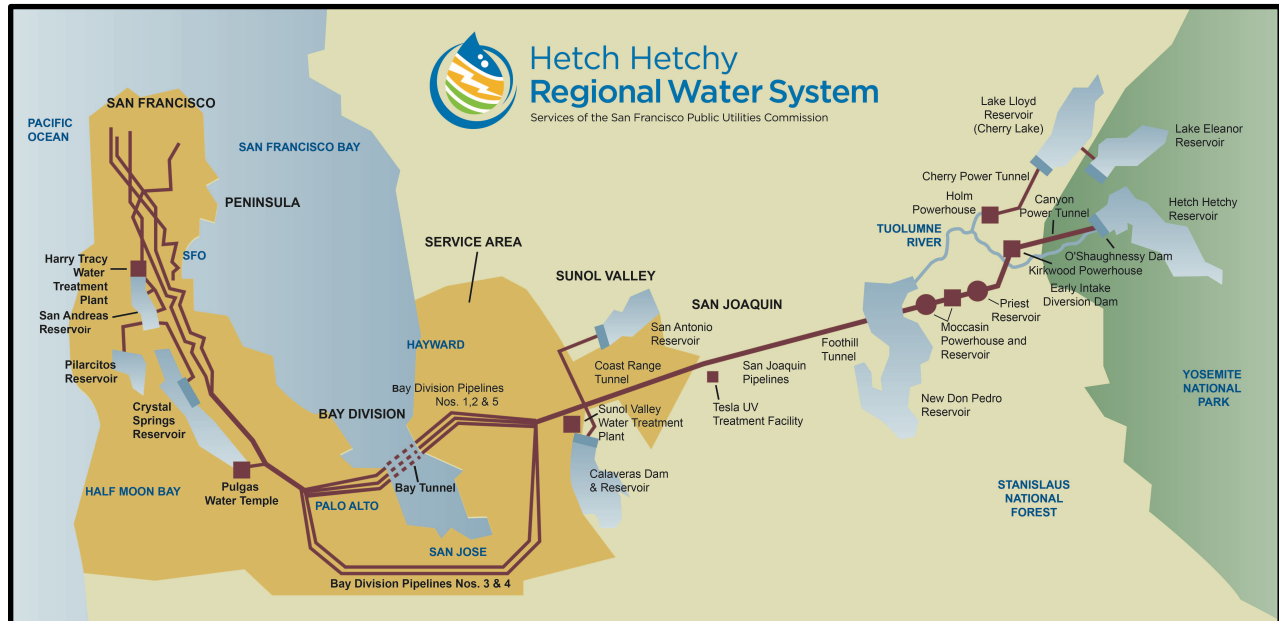 Hetch Hetchy
Regional Water System
Services of the San Francisco Public Utilities Commission
SAN FRANCISCO
PACIFIC
OCEAN
SAN FRANCISCO BAY
PENINSULA
SFO
Harry Tracy
Water
Treatment
Plant
San Andreas
Reservoir
Pilarcitos
Reservoir
Crystal
Springs
Reservoir
HALF MOON BAY
Pulgas
Water Temple
PALO ALTO
BAY DIVISION
Bay Division Pipelines
Nos. 1,2 & 5
Bay Tunnel
SAN JOSE
Bay Division Pipelines Nos. 3 & 4
HAYWARD
SERVICE AREA
SUNOL VALLEY
San Antonio
Reservoir
Coast Range
Tunnel
Sunol Valley
Water Treatment
Plant
Calaveras Dam
& Reservoir
SAN JOAQUIN
San Joaquin
Pipelines
Tesla UV
Treatment Facility
Foothill
Tunnel
New Don Pedro
Reservoir
Moccasin
Powerhouse and
Reservoir
Priest
Reservoir
Early Intake
Diversion Dam
Kirkwood Powerhouse
O'Shaughnessy Dam
Hetch Hetchy
Reservoir
Canyon
Power Tunnel
TUOLUMNE
RIVER
Holm
Powerhouse
Cherry Power Tunnel
Lake Lloyd
Reservoir
(Cherry Lake)
Lake Eleanor
Reservoir
YOSEMITE
NATIONAL
PARK
STANISLAUS
NATIONAL
FOREST